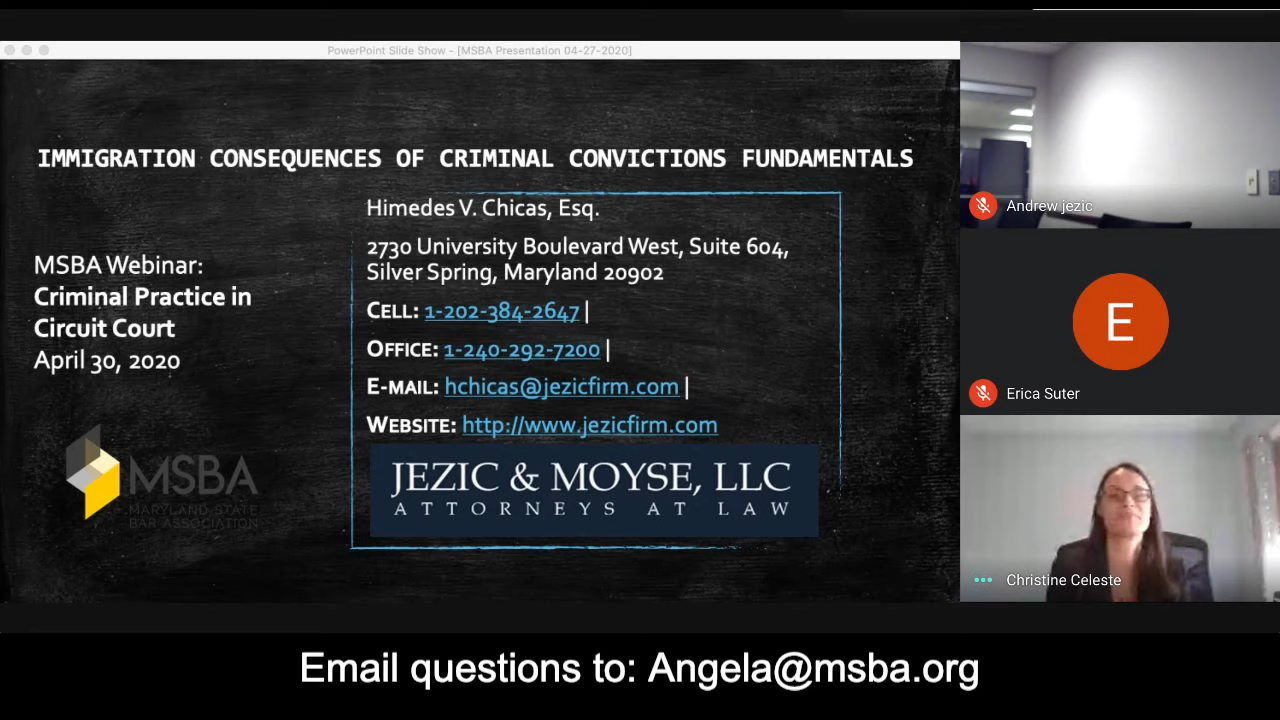 PowerPoint Slide Show - [MSBA Presentation 04-27-2020]
IMMIGRATION CONSEQUENCES OF CRIMINAL CONVICTIONS FUNDAMENTALS
MSBA Webinar:
Criminal Practice in
Circuit Court
April 30, 2020
MSBA
MARYLAND STATE
BAR ASSOCIATION
Himedes V. Chicas, Esq.
2730 University Boulevard West, Suite 604,
Silver Spring, Maryland 20902
CELL: 1-202-384-2647 |
OFFICE: 1-240-292-7200 |
E-MAIL: hchicas@jezicfirm.com |
WEBSITE: http://www.jezicfirm.com
JEZIC & MOYSE, LLC
ATTORNEYS AT LAW
Andrew jezic
E
Erica Suter
Christine Celeste
Email questions to: Angela@msba.org